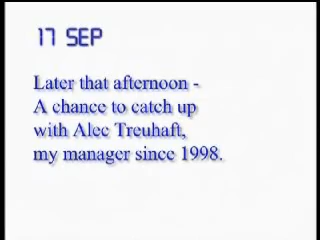 17 SEP
Later that afternoon -
A chance to catch up
with Alec Treuhaft,
my manager since 1998.